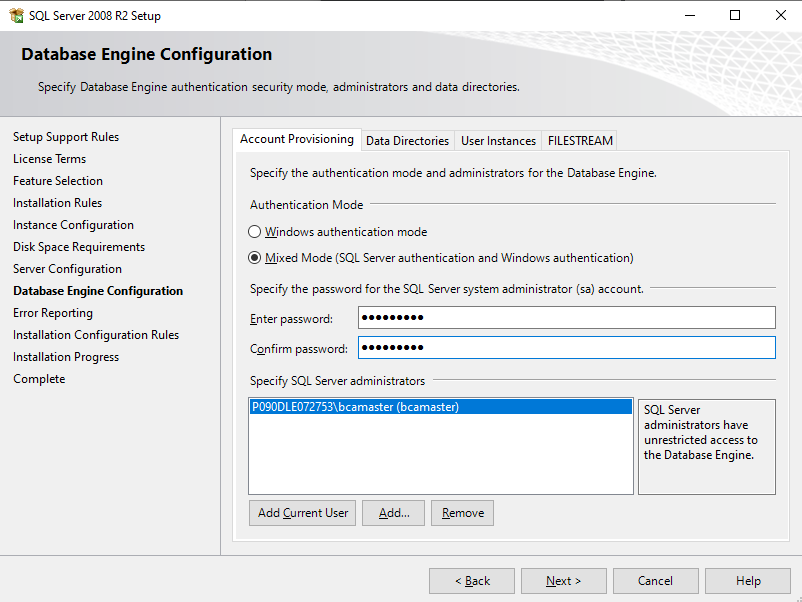 SQL Server 2008 R2 Setup
Database Engine Configuration
Specify Database Engine authentication security mode, administrators and data directories.
Setup Support Rules
License Terms
Feature Selection
Installation Rules
Instance Configuration
Disk Space Requirements
Server Configuration
Database Engine Configuration
Error Reporting
Installation Configuration Rules
Installation Progress
Complete
Account Provisioning
Data Directories
User Instances
FILESTREAM
Specify the authentication mode and administrators for the Database Engine.
Authentication Mode
Windows authentication mode
Mixed Mode (SQL Server authentication and Windows authentication)
Specify the password for the SQL Server system administrator (sa) account.
Enter password: ●●●●●●●●●
Confirm password: ●●●●●●●●●
Specify SQL Server administrators
P090DLE072753\bcamaster (bcamaster)
SQL Server
administrators have
unrestricted access to
the Database Engine.
Add Current User
Add...
Remove
< Back
Next >
Cancel
Help